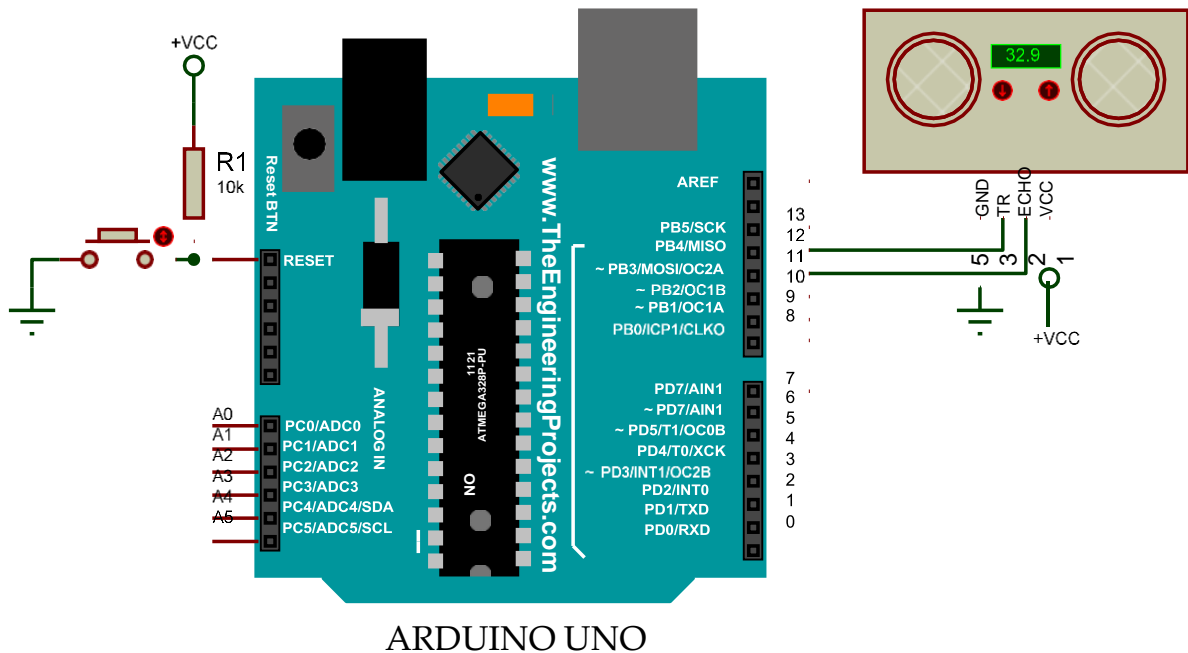 +VCC
R1
10k
Reset BTN
RESET
A0
A1
A2
A3
A4
A5
PC0/ADC0
PC1/ADC1
PC2/ADC2
PC3/ADC3
PC4/ADC4/SDA
PC5/ADC5/SCL
ANALOG IN
1121
ATMEGA328P-PU
NO
www.TheEngineeringProjects.com
AREF
PB5/SCK
PB4/MISO
~ PB3/MOSI/OC2A
~ PB2/OC1B
~ PB1/OC1A
PB0/ICP1/CLKO
PD7/AIN1
~ PD7/AIN1
~ PD5/T1/OC0B
PD4/T0/XCK
~ PD3/INT1/OC2B
PD2/INT0
PD1/TXD
PD0/RXD
13
12
11
10
9
8
7
6
5
4
3
2
1
0
32.9
GND
TR
ECHO
VCC
5
3
2
1
+VCC
ARDUINO UNO